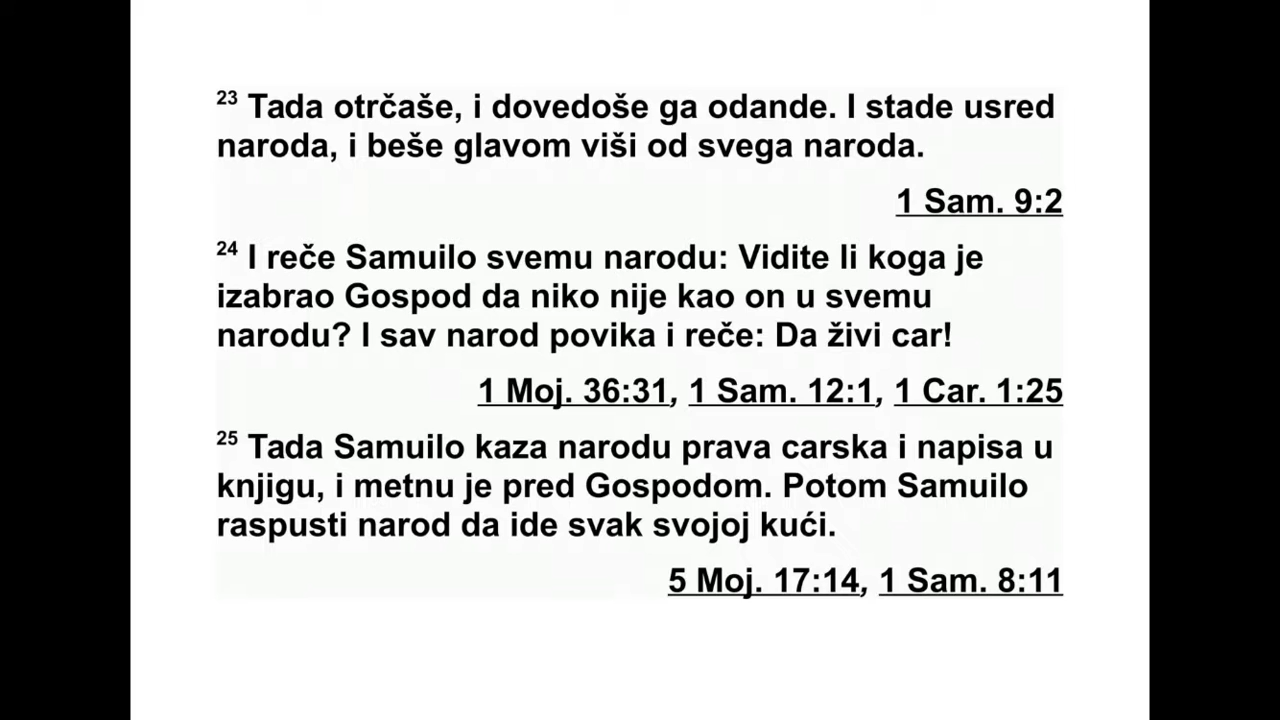 23 Tada otrčaše, i dovedoše ga odande. I stade usred
naroda, i beše glavom viši od svega naroda.
1 Sam. 9:2
24 I reče Samuilo svemu narodu: Vidite li koga je
izabrao Gospod da niko nije kao on u svemu
narodu? I sav narod povika i reče: Da živi car!
1 Moj. 36:31, 1 Sam. 12:1, 1 Car. 1:25
25 Tada Samuilo kaza narodu prava carska i napisa u
knjigu, i metnu je pred Gospodom. Potom Samuilo
raspusti narod da ide svak svojoj kući.
5 Moj. 17:14, 1 Sam. 8:11